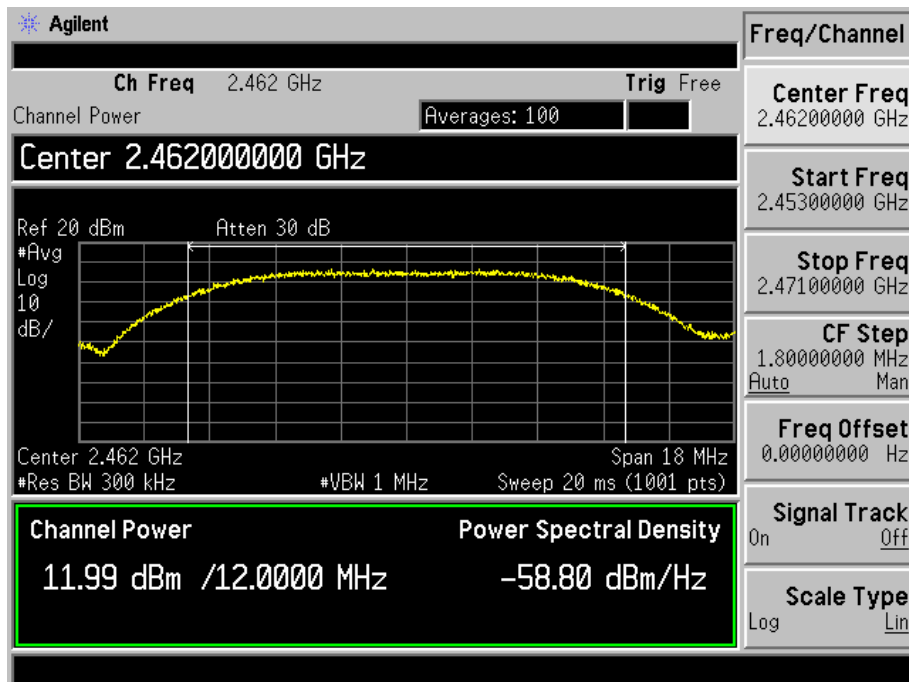 Agilent
Freq/Channel
Ch Freq 2.462 GHz Trig Free
Channel Power Averages: 100
Center 2.462000000 GHz
Ref 20 dBm Atten 30 dB
#Avg
Log
10
dB/
Center 2.462 GHz Span 18 MHz
#Res BW 300 kHz #VBW 1 MHz Sweep 20 ms (1001 pts)
Channel Power Power Spectral Density
11.99 dBm /12.0000 MHz -58.80 dBm/Hz
Center Freq
2.46200000 GHz
Start Freq
2.45300000 GHz
Stop Freq
2.47100000 GHz
CF Step
1.80000000 MHz
Auto Man
Freq Offset
0.00000000 Hz
Signal Track
On Off
Scale Type
Log Lin